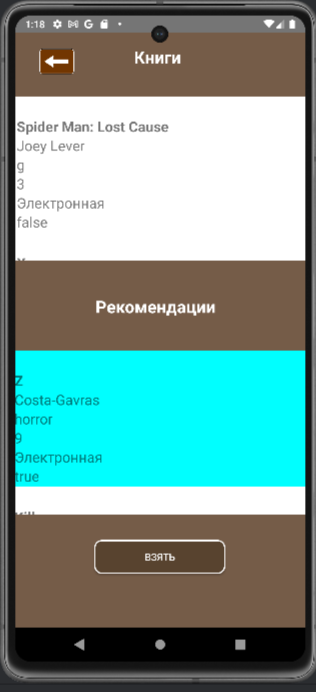 1:18
Книги
Spider Man: Lost Cause
Joey Lever
g
3
Электронная
false
Рекомендации
Z
Costa-Gavras
horror
9
Электронная
true
взять